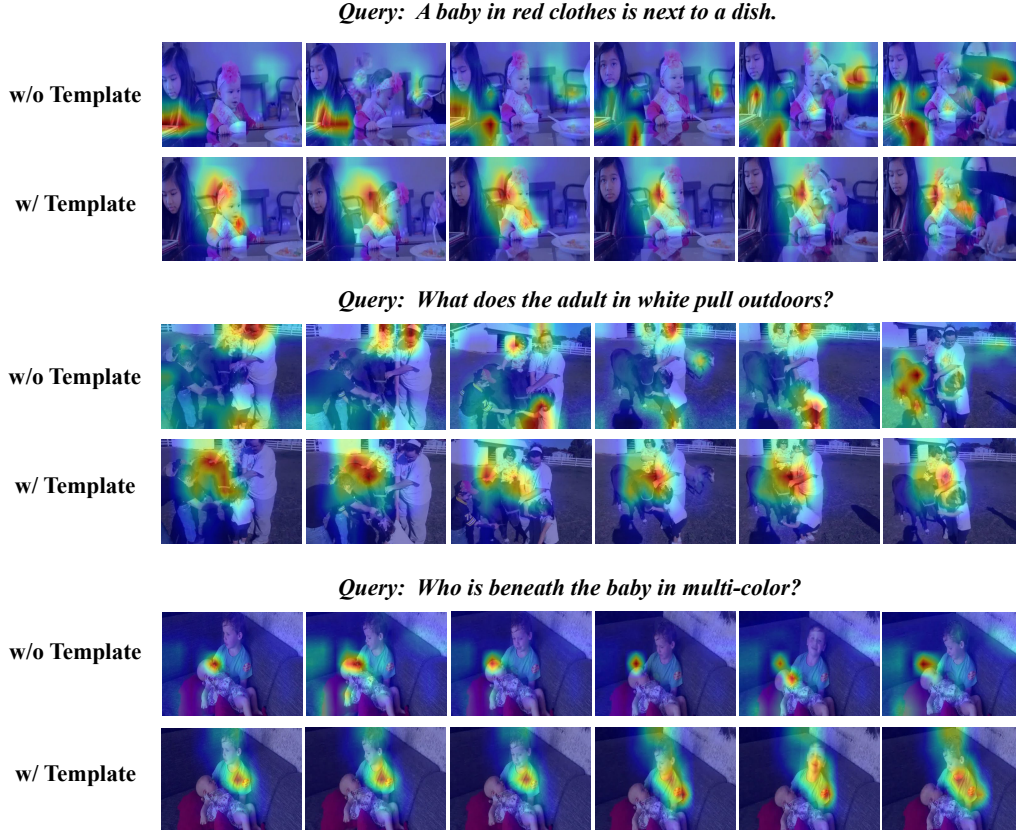 Query: A baby in red clothes is next to a dish.
w/o Template
w/ Template
Query: What does the adult in white pull outdoors?
w/o Template
w/ Template
Query: Who is beneath the baby in multi-color?
w/o Template
w/ Template